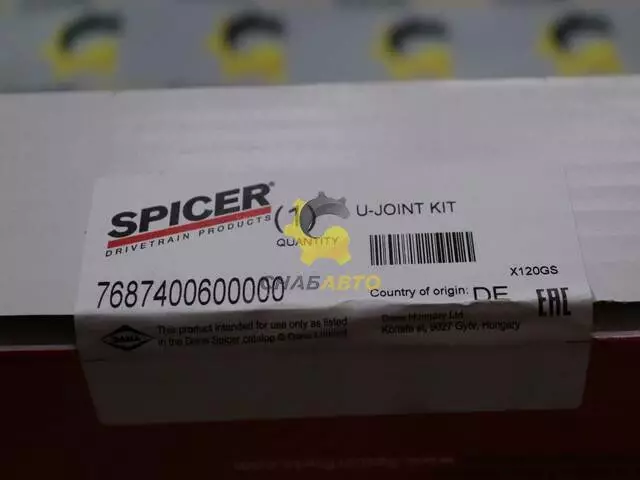 SPICER®
DRIVETRAIN PRODUCTS
(1)
QUANTITY
U-JOINT KIT
X120GS
7687400600000
СНАБАВТО
Country of origin: DE
EAC
DANA
This product intended for use only as listed
in the Dana Spicer catalog © Dana Limited
Dana Hungary Ltd
Kóródi st, 9027 Győr, Hungary